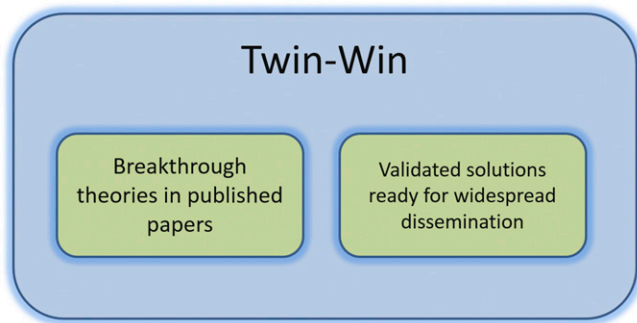 Twin-Win
Breakthrough
theories in published
papers
Validated solutions
ready for widespread
dissemination